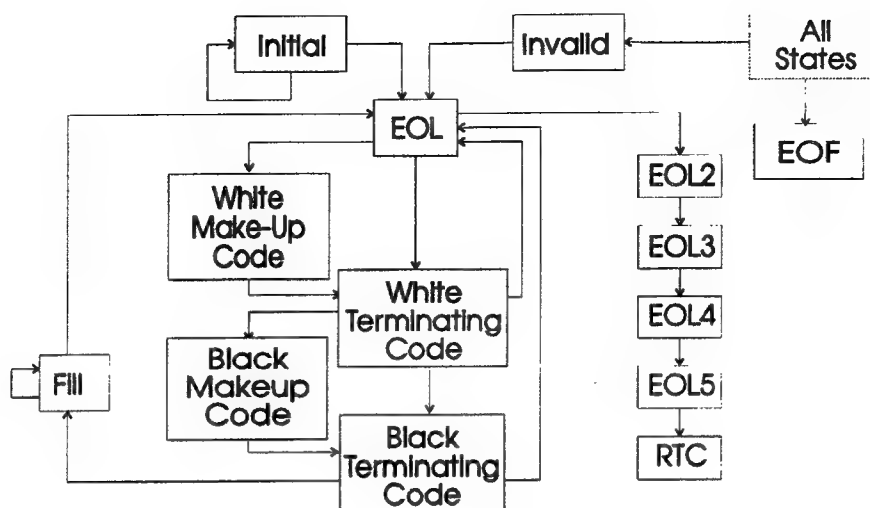 Initial
Invalid
All
States
EOL
EOF
EOL2
White
Make-Up
Code
EOL3
White
Terminating
Code
EOL4
Black
Makeup
Code
Fill
EOL5
Black
Terminating
Code
RTC